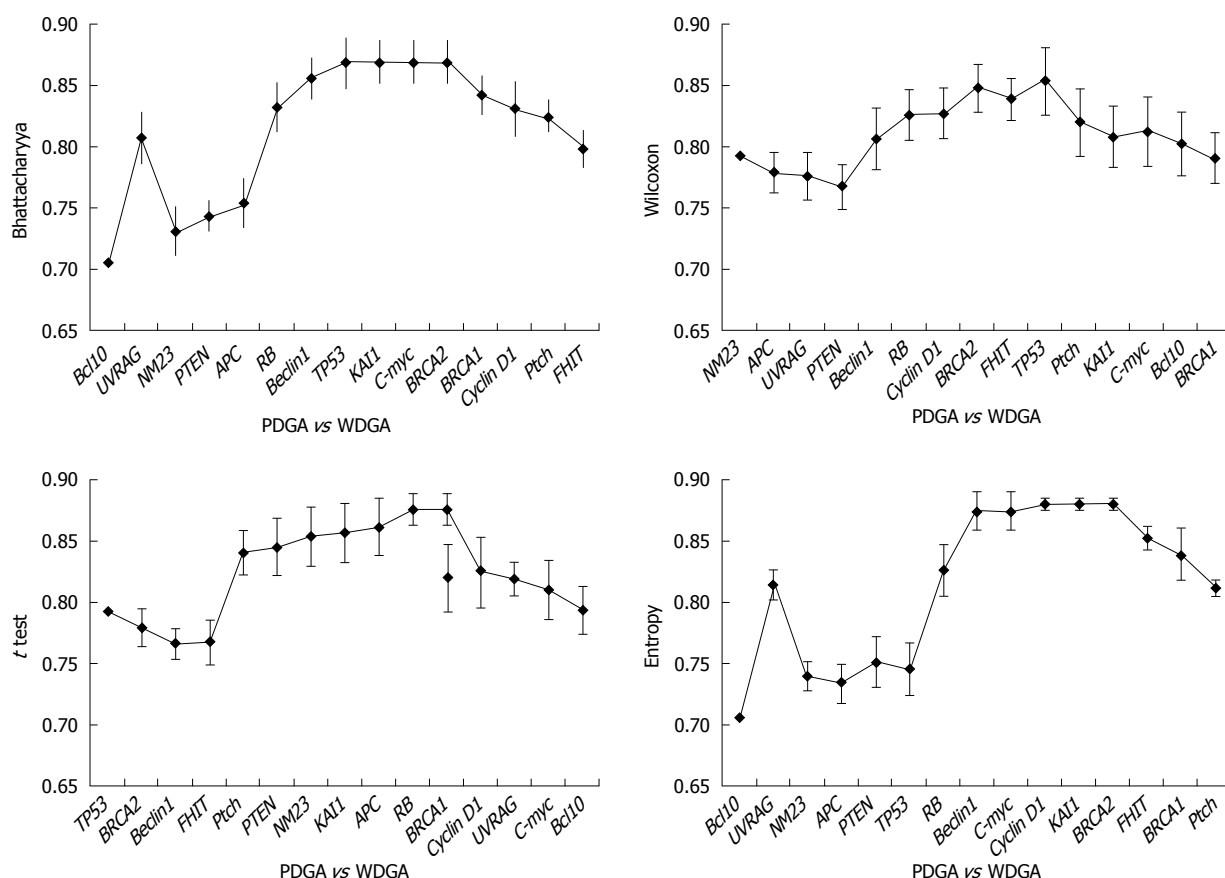 Bhattacharyya
0.90
0.85
0.80
0.75
0.70
0.65
Bcl10
UVRAG
NM23
PTEN
APC
RB
Beclin1
TP53
KAI1
C-myc
BRCA2
BRCA1
Cyclin D1
Ptch
FHIT
PDGA vs WDGA
Wilcoxon
0.90
0.85
0.80
0.75
0.70
0.65
NM23
APC
UVRAG
PTEN
Beclin1
RB
Cyclin D1
BRCA2
FHIT
TP53
Ptch
KAI1
C-myc
Bcl10
BRCA1
PDGA vs WDGA
t test
0.90
0.85
0.80
0.75
0.70
0.65
TP53
BRCA2
Beclin1
FHIT
Ptch
PTEN
NM23
KAI1
APC
RB
BRCA1
Cyclin D1
UVRAG
C-myc
Bcl10
PDGA vs WDGA
Entropy
0.90
0.85
0.80
0.75
0.70
0.65
Bcl10
UVRAG
NM23
APC
PTEN
TP53
RB
Beclin1
C-myc
Cyclin D1
KAI1
BRCA2
FHIT
BRCA1
Ptch
PDGA vs WDGA